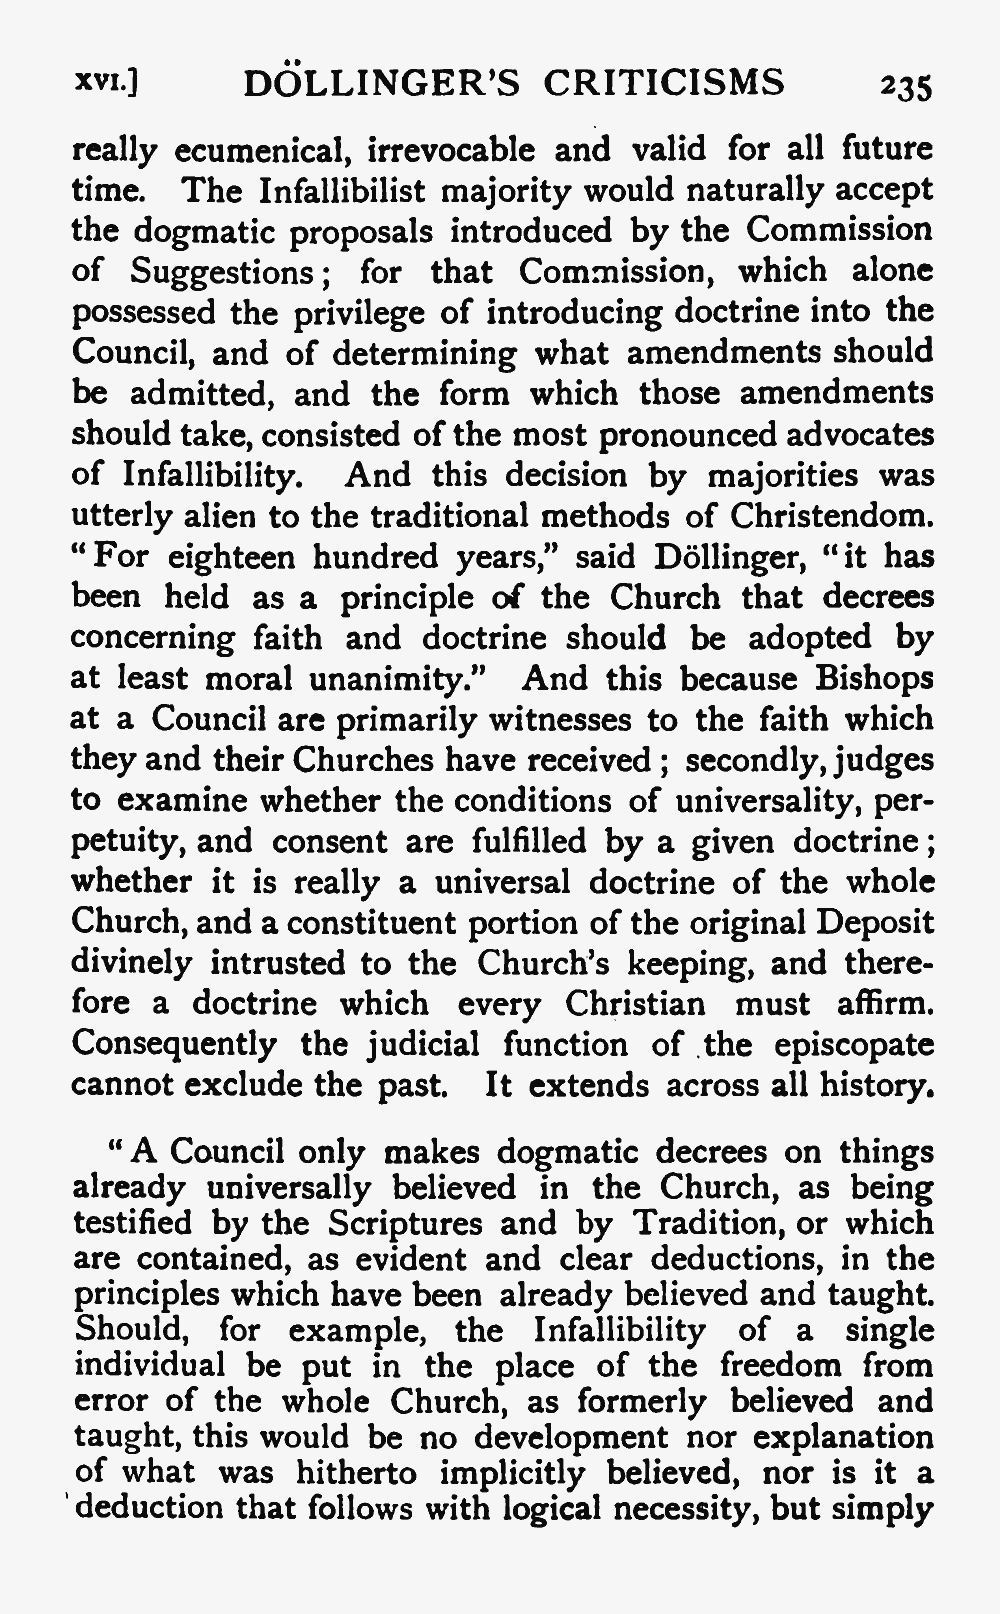 XVI.] DÖLLINGER'S CRITICISMS 235
really ecumenical, irrevocable and valid for all future
time. The Infallibilist majority would naturally accept
the dogmatic proposals introduced by the Commission
of Suggestions; for that Commission, which alone
possessed the privilege of introducing doctrine into the
Council, and of determining what amendments should
be admitted, and the form which those amendments
should take, consisted of the most pronounced advocates
of Infallibility. And this decision by majorities was
utterly alien to the traditional methods of Christendom.
"For eighteen hundred years," said Döllinger, "it has
been held as a principle of the Church that decrees
concerning faith and doctrine should be adopted by
at least moral unanimity." And this because Bishops
at a Council are primarily witnesses to the faith which
they and their Churches have received; secondly, judges
to examine whether the conditions of universality, per-
petuity, and consent are fulfilled by a given doctrine;
whether it is really a universal doctrine of the whole
Church, and a constituent portion of the original Deposit
divinely intrusted to the Church's keeping, and there-
fore a doctrine which every Christian must affirm.
Consequently the judicial function of the episcopate
cannot exclude the past. It extends across all history.
"A Council only makes dogmatic decrees on things
already universally believed in the Church, as being
testified by the Scriptures and by Tradition, or which
are contained, as evident and clear deductions, in the
principles which have been already believed and taught.
Should, for example, the Infallibility of a single
individual be put in the place of the freedom from
error of the whole Church, as formerly believed and
taught, this would be no development nor explanation
of what was hitherto implicitly believed, nor is it a
deduction that follows with logical necessity, but simply